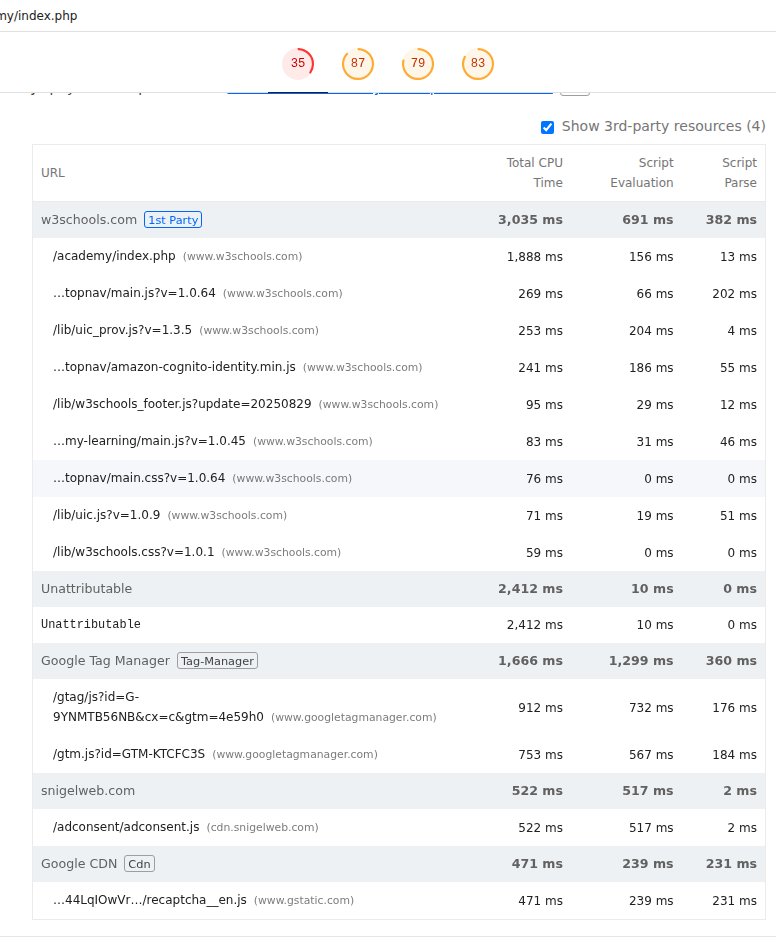 my/index.php
35 87 79 83
Show 3rd-party resources (4)
URL Total CPU Time Script Evaluation Script Parse
w3schools.com 1st Party 3,035 ms 691 ms 382 ms
/academy/index.php (www.w3schools.com) 1,888 ms 156 ms 13 ms
…topnav/main.js?v=1.0.64 (www.w3schools.com) 269 ms 66 ms 202 ms
/lib/uic_prov.js?v=1.3.5 (www.w3schools.com) 253 ms 204 ms 4 ms
…topnav/amazon-cognito-identity.min.js (www.w3schools.com) 241 ms 186 ms 55 ms
/lib/w3schools_footer.js?update=20250829 (www.w3schools.com) 95 ms 29 ms 12 ms
…my-learning/main.js?v=1.0.45 (www.w3schools.com) 83 ms 31 ms 46 ms
…topnav/main.css?v=1.0.64 (www.w3schools.com) 76 ms 0 ms 0 ms
/lib/uic.js?v=1.0.9 (www.w3schools.com) 71 ms 19 ms 51 ms
/lib/w3schools.css?v=1.0.1 (www.w3schools.com) 59 ms 0 ms 0 ms
Unattributable 2,412 ms 10 ms 0 ms
Unattributable 2,412 ms 10 ms 0 ms
Google Tag Manager Tag-Manager 1,666 ms 1,299 ms 360 ms
/gtag/js?id=G-
9YNMTB56NB&cx=c&gtm=4e59h0 (www.googletagmanager.com) 912 ms 732 ms 176 ms
/gtm.js?id=GTM-KTCFC3S (www.googletagmanager.com) 753 ms 567 ms 184 ms
snigelweb.com 522 ms 517 ms 2 ms
/adconsent/adconsent.js (cdn.snigelweb.com) 522 ms 517 ms 2 ms
Google CDN Cdn 471 ms 239 ms 231 ms
…44LqIOwVr…/recaptcha__en.js (www.gstatic.com) 471 ms 239 ms 231 ms